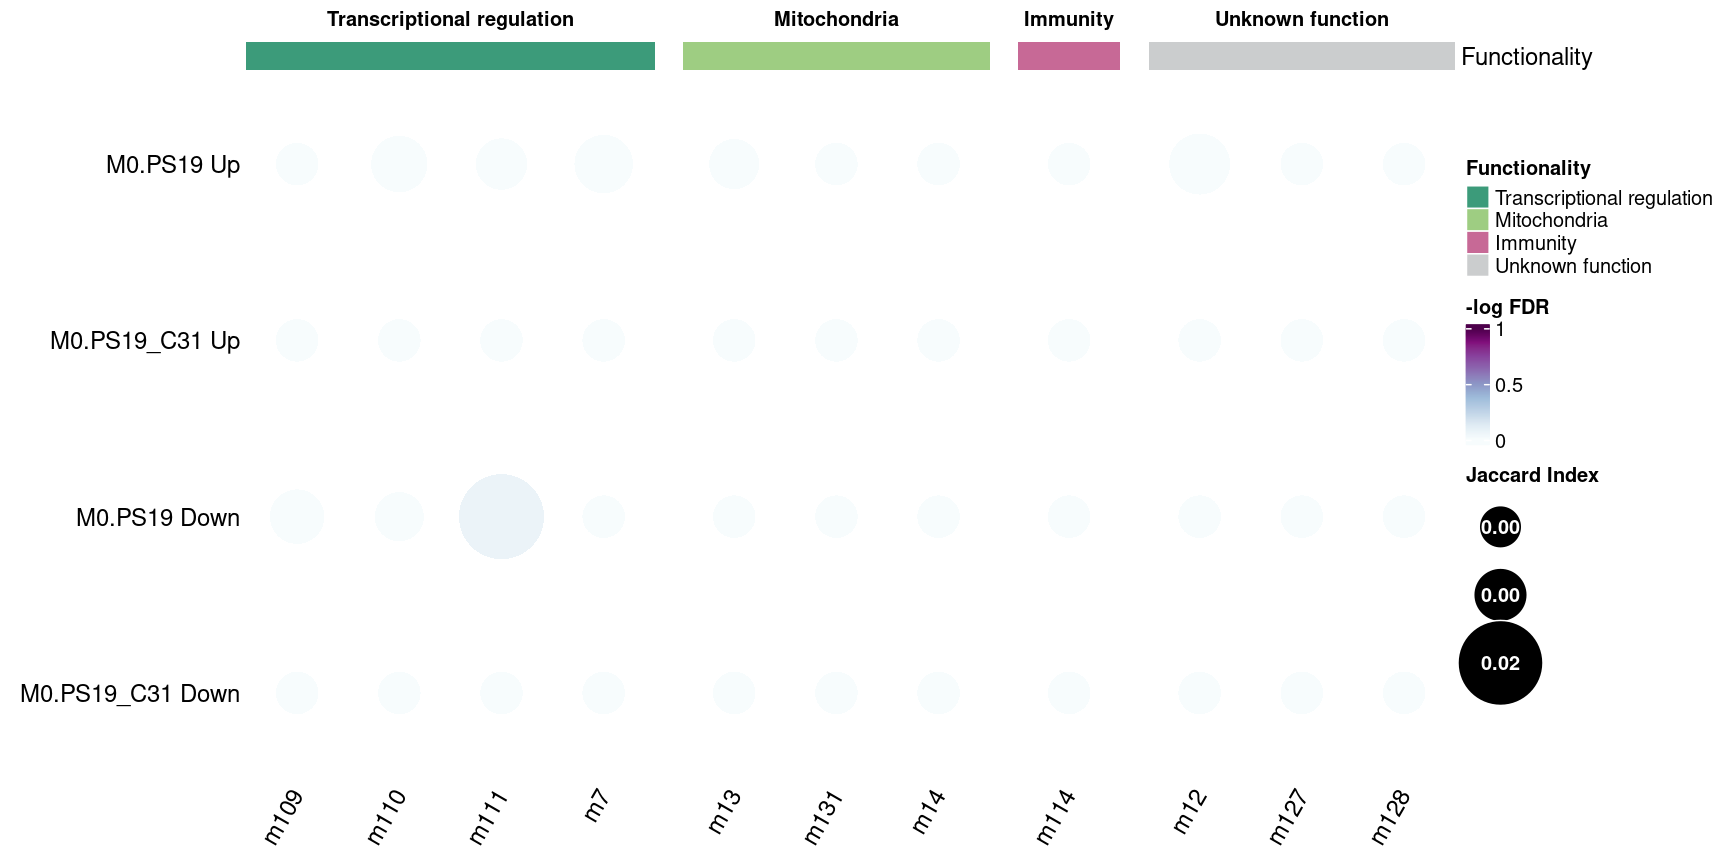 Transcriptional regulation
Mitochondria
Immunity
Unknown function
Functionality
M0.PS19 Up
M0.PS19_C31 Up
M0.PS19 Down
M0.PS19_C31 Down
m109
m110
m111
m7
m13
m131
m14
m114
m12
m127
m128
Functionality
Transcriptional regulation
Mitochondria
Immunity
Unknown function
-log FDR
1
0.5
0
Jaccard Index
0.00
0.00
0.02